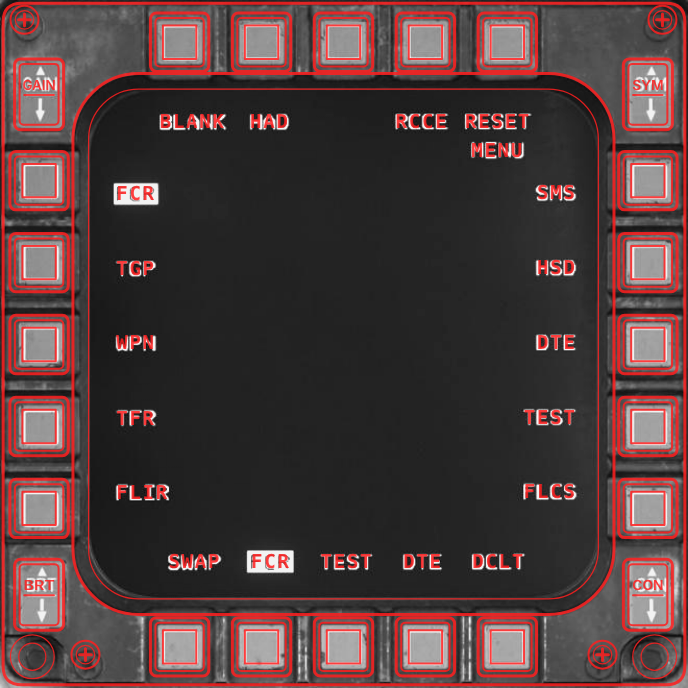 GAIN SYM
BLANK HAD RCCE RESET
MENU
FCR SMS
TGP HSD
WPN DTE
TFR TEST
FLIR FLCS
SWAP FCR TEST DTE DCLT
BRT CON